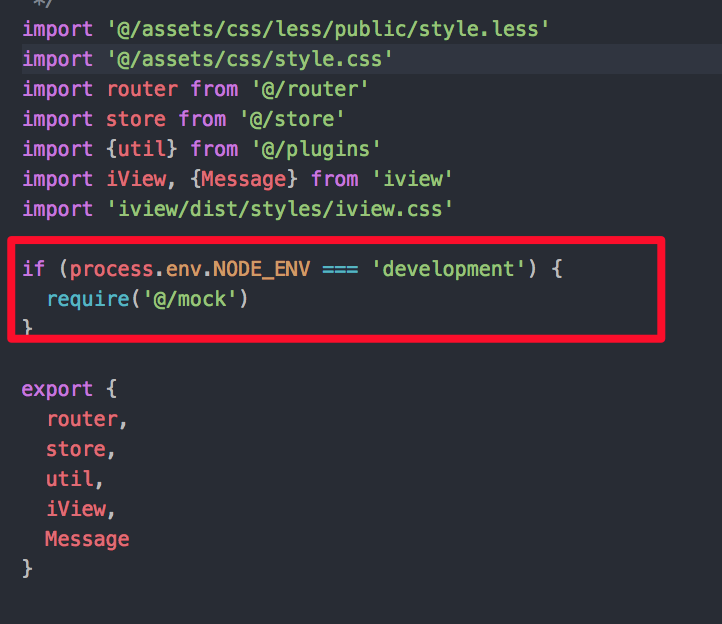 */
import '@/assets/css/less/public/style.less'
import '@/assets/css/style.css'
import router from '@/router'
import store from '@/store'
import {util} from '@/plugins'
import iView, {Message} from 'iview'
import 'iview/dist/styles/iview.css'
if (process.env.NODE_ENV === 'development') {
  require('@/mock')
}
export {
  router,
  store,
  util,
  iView,
  Message
}